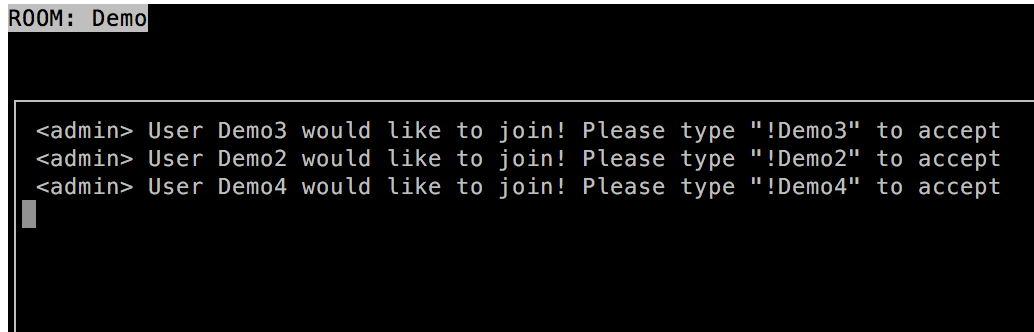 ROOM: Demo
<admin> User Demo3 would like to join! Please type "!Demo3" to accept
<admin> User Demo2 would like to join! Please type "!Demo2" to accept
<admin> User Demo4 would like to join! Please type "!Demo4" to accept